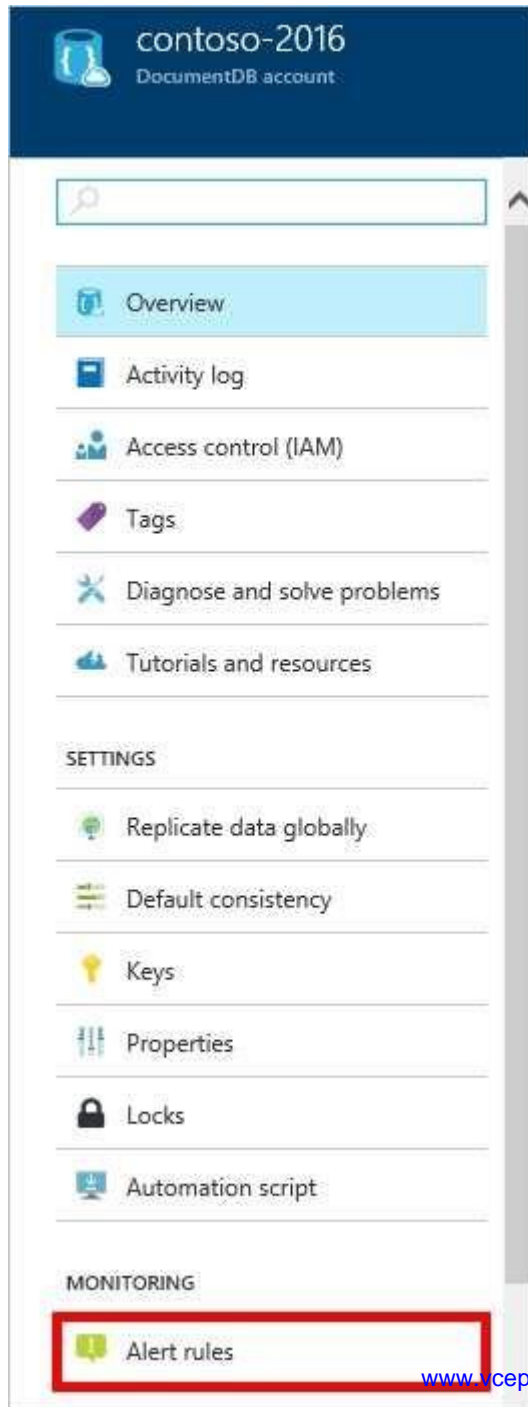 contoso-2016
DocumentDB account
Overview
Activity log
Access control (IAM)
Tags
Diagnose and solve problems
Tutorials and resources
SETTINGS
Replicate data globally
Default consistency
Keys
Properties
Locks
Automation script
MONITORING
Alert rules
www.vcep